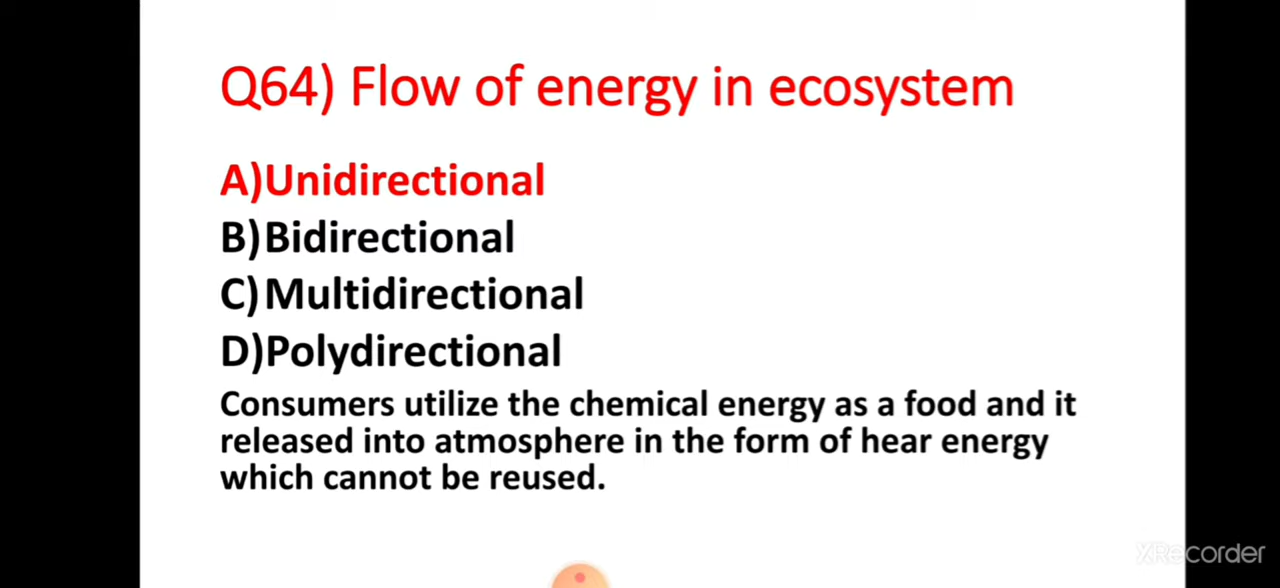 Q64) Flow of energy in ecosystem
A)Unidirectional
B)Bidirectional
C)Multidirectional
D)Polydirectional
Consumers utilize the chemical energy as a food and it
released into atmosphere in the form of hear energy
which cannot be reused.
XRecorder